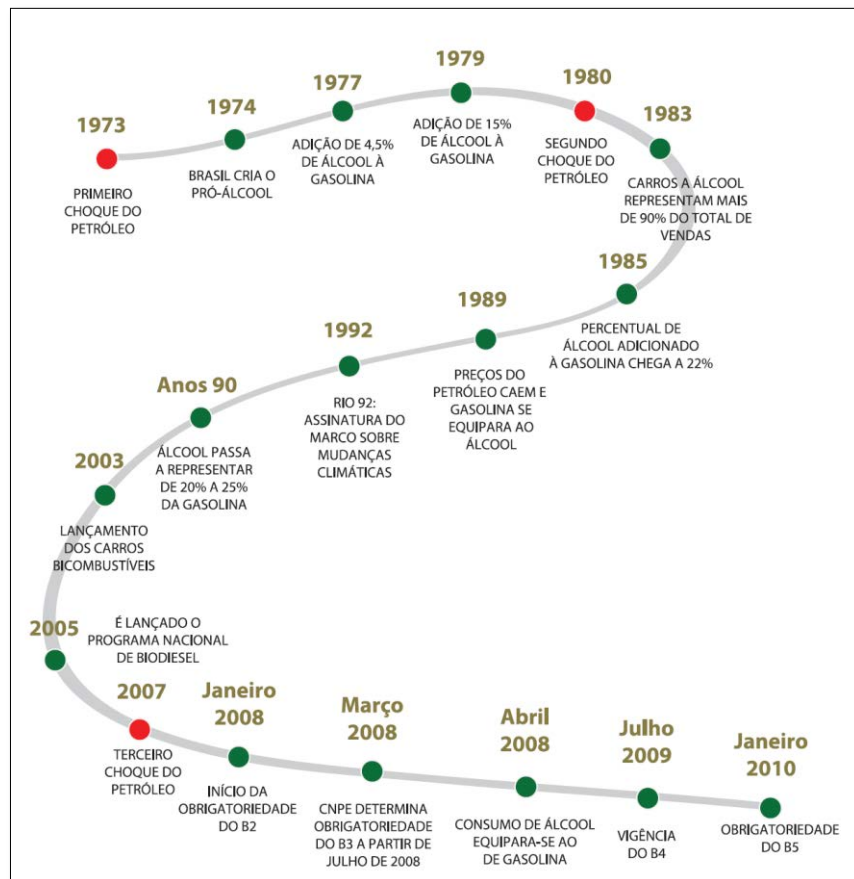 1973
PRIMEIRO
CHOQUE DO
PETRÓLEO
1974
BRASIL CRIA O
PRÓ-ÁLCOOL
1977
ADIÇÃO DE 4,5%
DE ÁLCOOL À
GASOLINA
1979
ADIÇÃO DE 15%
DE ÁLCOOL À
GASOLINA
1980
SEGUNDO
CHOQUE DO
PETRÓLEO
1983
CARROS A ÁLCOOL
REPRESENTAM MAIS
DE 90% DO TOTAL DE
VENDAS
1985
PERCENTUAL DE
ÁLCOOL ADICIONADO
À GASOLINA CHEGA A 22%
1989
PREÇOS DO
PETRÓLEO CAEM E
GASOLINA SE
EQUIPARA AO
ÁLCOOL
1992
RIO 92:
ASSINATURA DO
MARCO SOBRE
MUDANÇAS
CLIMÁTICAS
Anos 90
ÁLCOOL PASSA
A REPRESENTAR
DE 20% A 25%
DA GASOLINA
2003
LANÇAMENTO
DOS CARROS
BICOMBUSTÍVEIS
2005
É LANÇADO O
PROGRAMA NACIONAL
DE BIODIESEL
2007
TERCEIRO
CHOQUE DO
PETRÓLEO
Janeiro
2008
INÍCIO DA
OBRIGATORIEDADE
DO B2
Março
2008
CNPE DETERMINA
OBRIGATORIEDADE
DO B3 A PARTIR DE
JULHO DE 2008
Abril
2008
CONSUMO DE ÁLCOOL
EQUIPARA-SE AO
DE GASOLINA
Julho
2009
VIGÊNCIA
DO B4
Janeiro
2010
OBRIGATORIEDADE
DO B5